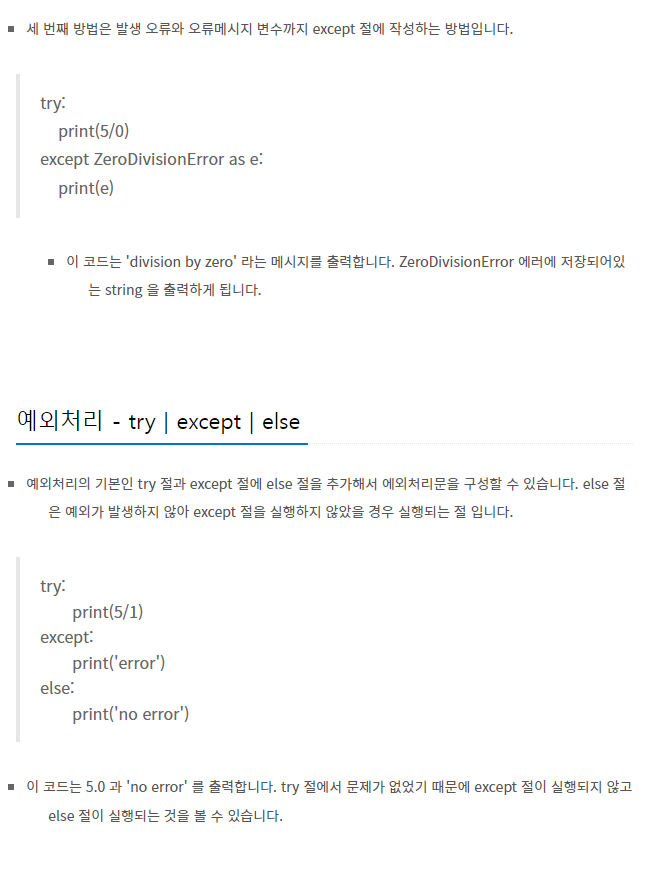 세 번째 방법은 발생 오류와 오류메시지 변수까지 except 절에 작성하는 방법입니다.
try:
print(5/0)
except ZeroDivisionError as e:
print(e)
이 코드는 'division by zero' 라는 메시지를 출력합니다. ZeroDivisionError 에러에 저장되어있
는 string 을 출력하게 됩니다.
예외처리 - try | except | else
예외처리의 기본인 try 절과 except 절에 else 절을 추가해서 에외처리문을 구성할 수 있습니다. else 절
은 예외가 발생하지 않아 except 절을 실행하지 않았을 경우 실행되는 절 입니다.
try:
print(5/1)
except:
print('error')
else:
print('no error')
이 코드는 5.0 과 'no error' 를 출력합니다. try 절에서 문제가 없었기 때문에 except 절이 실행되지 않고
else 절이 실행되는 것을 볼 수 있습니다.